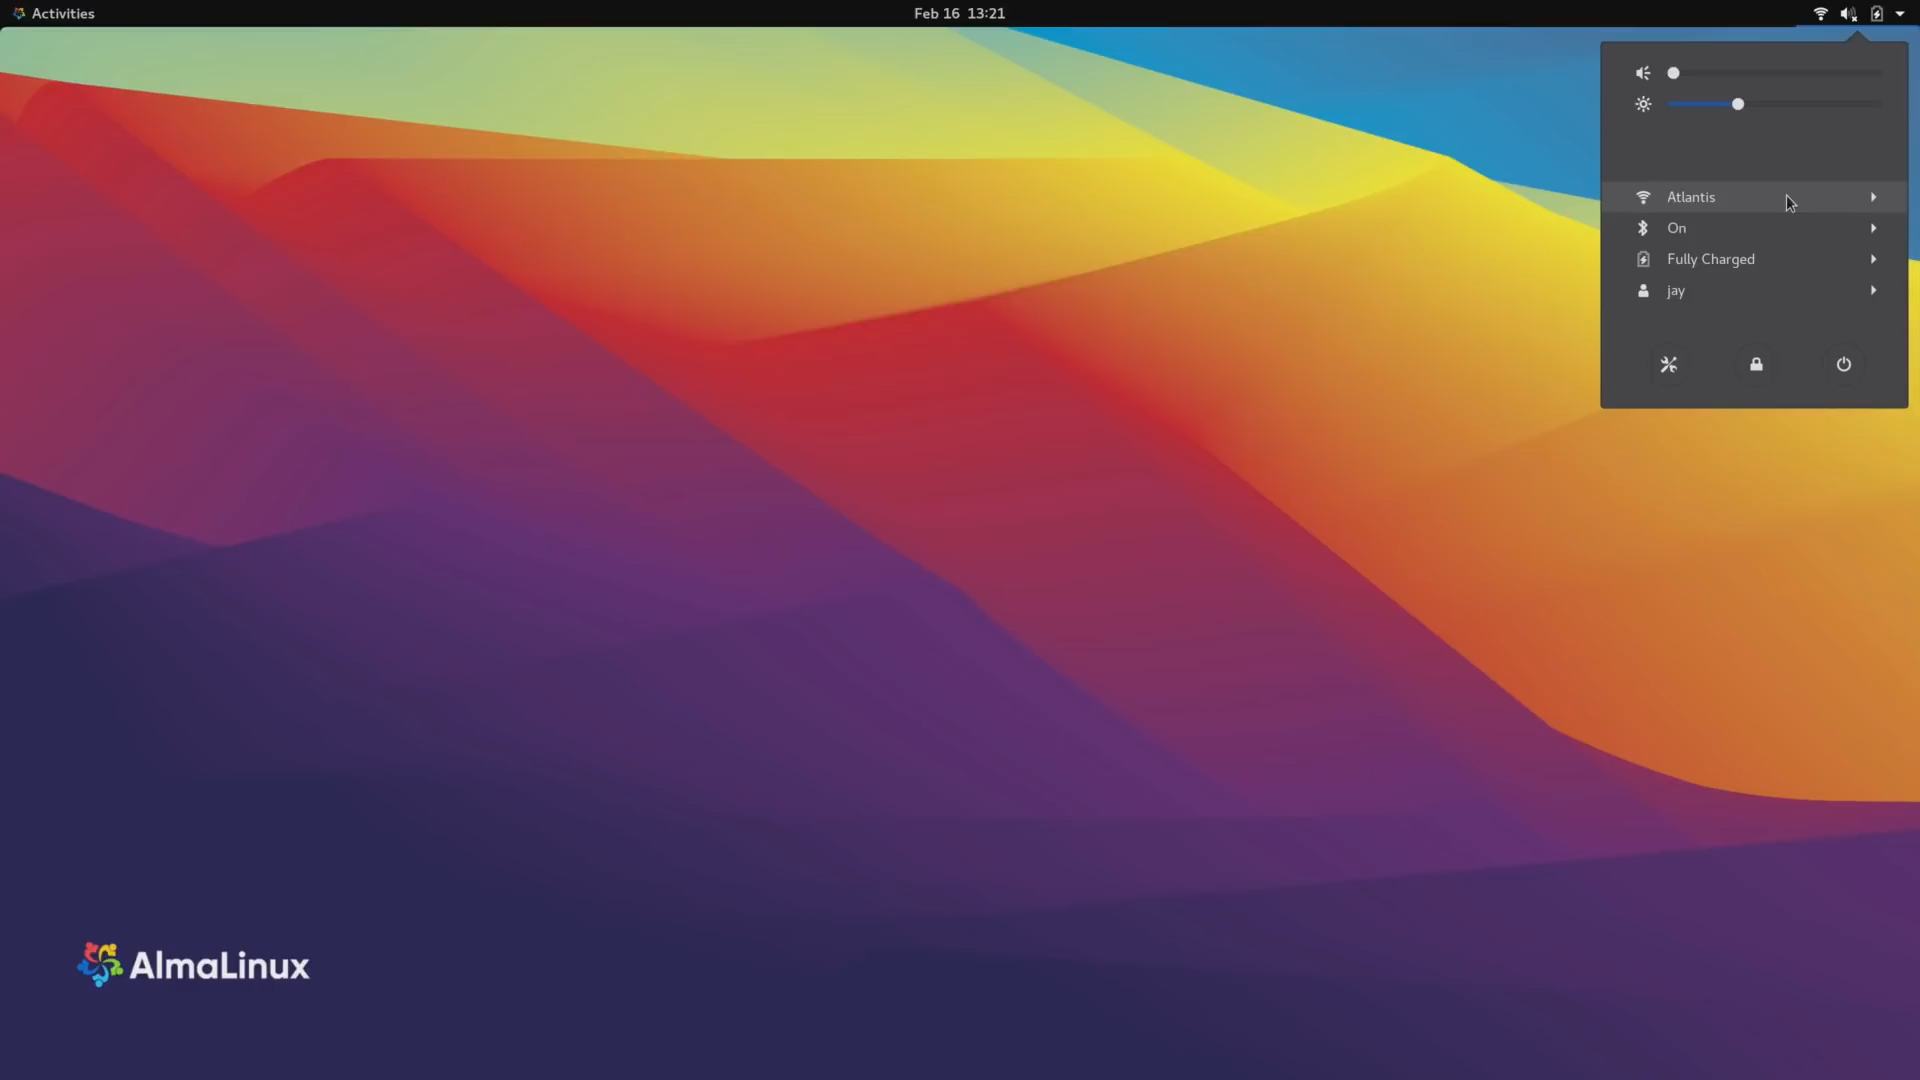 Activities
Feb 16 13:21
Atlantis
On
Fully Charged
jay
AlmaLinux